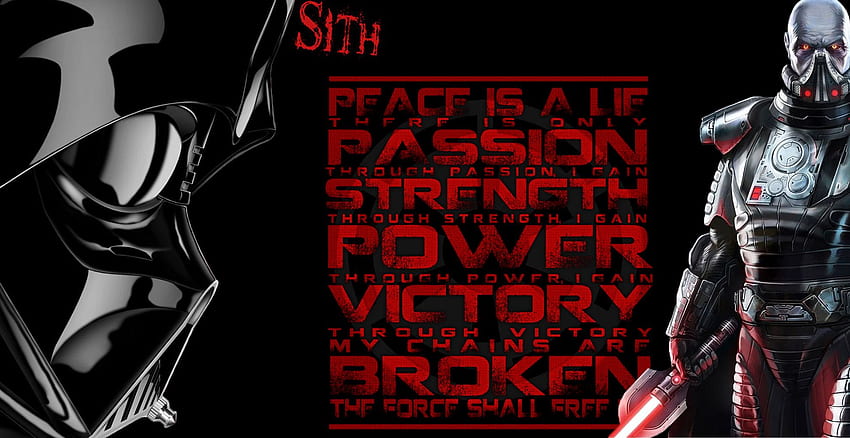 SITH
PEACE IS A LIE
THERE IS ONLY
PASSION
THROUGH PASSION I GAIN
STRENGTH
THROUGH STRENGTH I GAIN
POWER
THROUGH POWER I GAIN
VICTORY
THROUGH VICTORY
MY CHAINS ARE
BROKEN
THE FORCE SHALL FREE